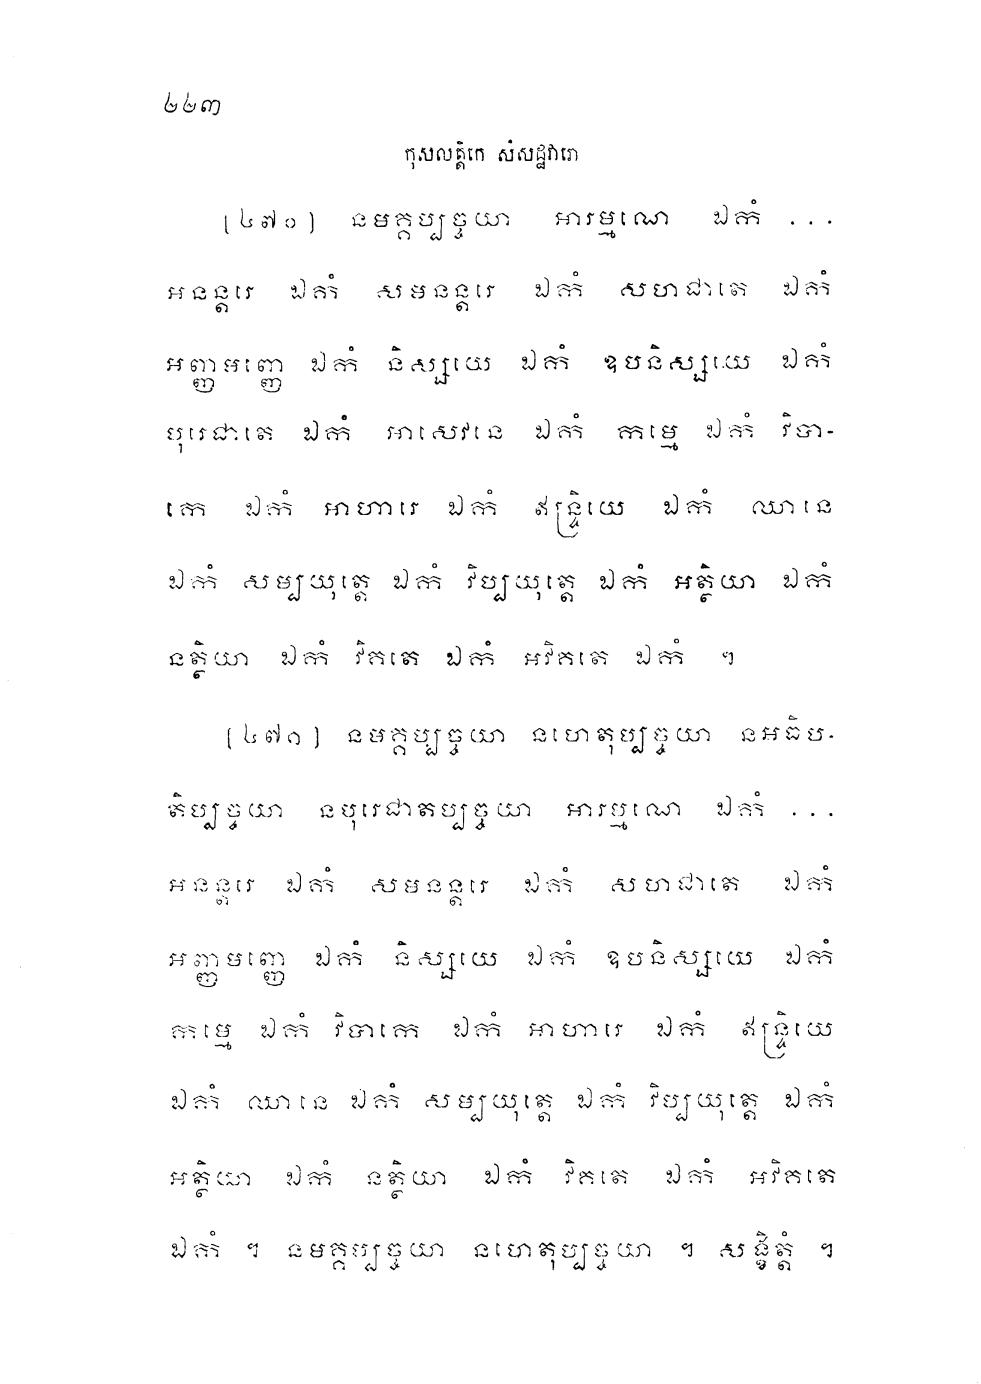 ២២៣
កុសលត្តិកេ សំសដ្ឋវារោ
[៤៧០] នមគ្គប្បច្ចយា អារម្មណេ ឯកំ ...
អនន្តរេ ឯកំ សមនន្តរេ ឯកំ សហជាតេ ឯកំ
អញ្ញមញ្ញេ ឯកំ និស្សយេ ឯកំ ឧបនិស្សយេ ឯកំ
បុរេជាតេ ឯកំ អាសេវនេ ឯកំ កម្មេ ឯកំ វិបា-
កេ ឯកំ អាហារេ ឯកំ ឥន្ទ្រិយេ ឯកំ ឈានេ
ឯកំ សម្បយុត្តេ ឯកំ វិប្បយុត្តេ ឯកំ អត្ថិយា ឯកំ
នត្ថិយា ឯកំ វិគតេ ឯកំ អវិគតេ ឯកំ ។
[៤៧១] នមគ្គប្បច្ចយា នហេតុប្បច្ចយា នអធិប-
តិប្បច្ចយា នបុរេជាតប្បច្ចយា អារម្មណេ ឯកំ ...
អនន្តរេ ឯកំ សមនន្តរេ ឯកំ សហជាតេ ឯកំ
អញ្ញមញ្ញេ ឯកំ និស្សយេ ឯកំ ឧបនិស្សយេ ឯកំ
កម្មេ ឯកំ វិបាកេ ឯកំ អាហារេ ឯកំ ឥន្ទ្រិយេ
ឯកំ ឈានេ ឯកំ សម្បយុត្តេ ឯកំ វិប្បយុត្តេ ឯកំ
អត្ថិយា ឯកំ នត្ថិយា ឯកំ វិគតេ ឯកំ អវិគតេ
ឯកំ ។ នមគ្គប្បច្ចយា នហេតុប្បច្ចយា ។ សង្ខិត្តំ ។